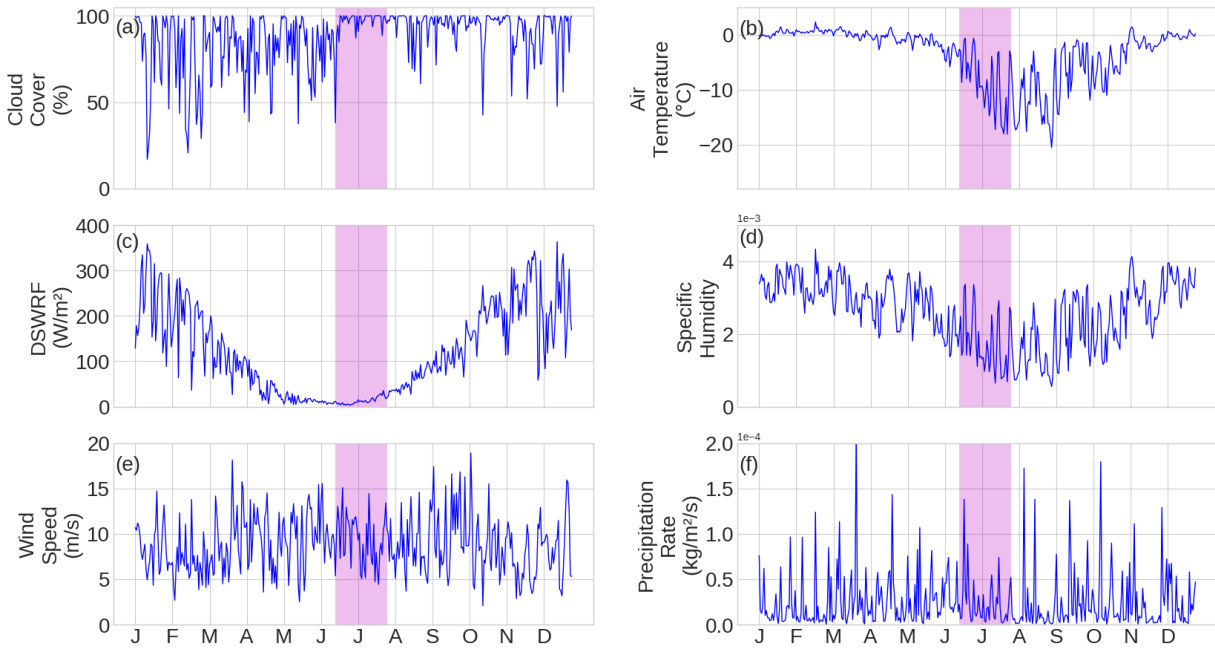 (a)
Cloud
Cover
(%)
100
50
0
(b)
Air
Temperature
(°C)
0
−10
−20
(c)
DSWRF
(W/m²)
400
300
200
100
0
1e−3
(d)
Specific
Humidity
4
2
0
(e)
Wind
Speed
(m/s)
20
15
10
5
0
J F M A M J J A S O N D
1e−4
(f)
Precipitation
Rate
(kg/m²/s)
2.0
1.5
1.0
0.5
0.0
J F M A M J J A S O N D